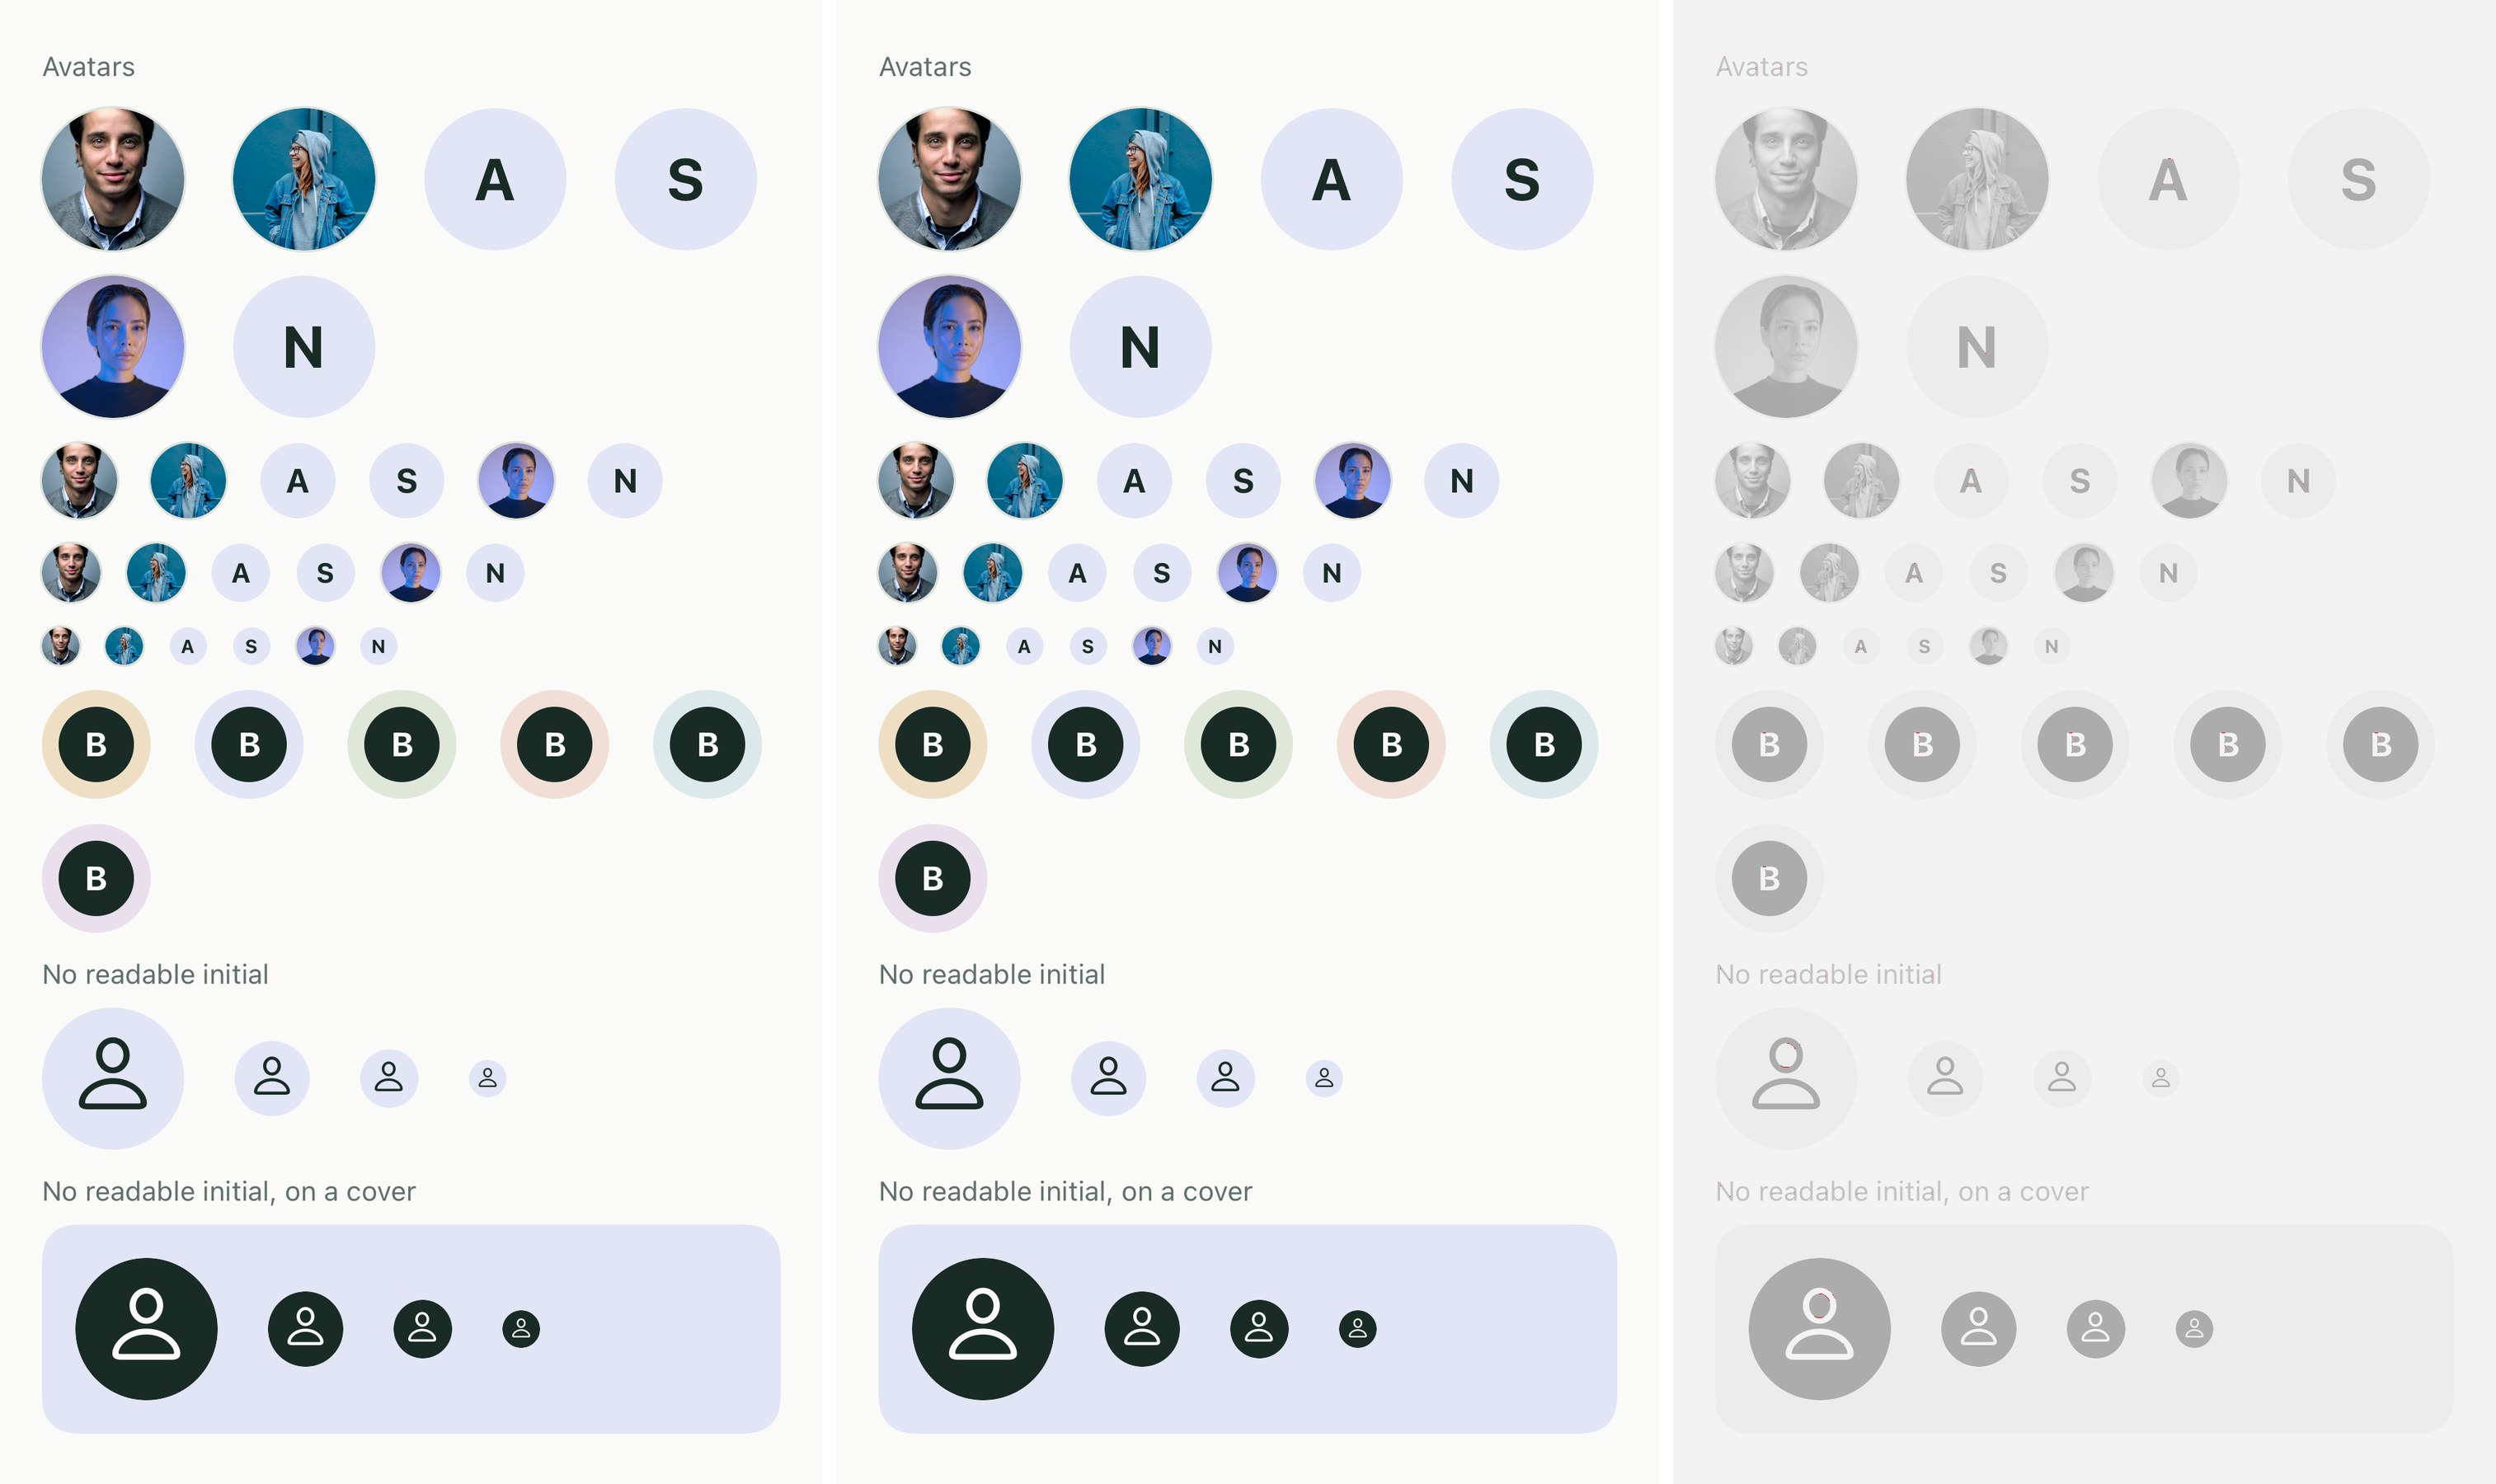 Avatars Avatars Avatars
A S A S A S
N N N
A S N A S N A S N
A S N A S N A S N
A S N A S N A S N
B B B B B B B B B B B B B B B
B B B
No readable initial No readable initial No readable initial
No readable initial, on a cover No readable initial, on a cover No readable initial, on a cover